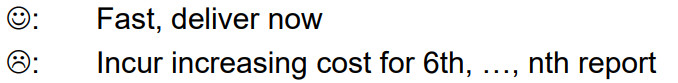 ☺: Fast, deliver now
☹: Incur increasing cost for 6th, …, nth report